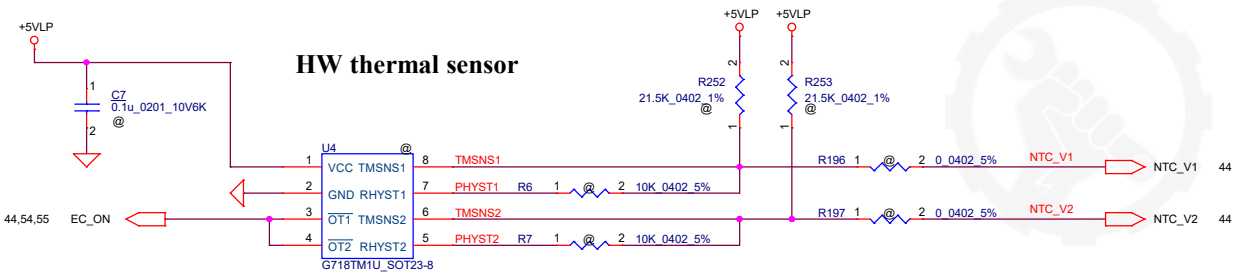 +5VLP
+5VLP
+5VLP
HW thermal sensor
1
C7
0.1u_0201_10V6K
@
2
2
R252
21.5K_0402_1%
@
1
2
R253
21.5K_0402_1%
@
1
U4
@
1 VCC TMSNS1 8 TMSNS1
R196 1 @ 2 0_0402_5% NTC_V1 NTC_V1 44
2 GND RHYST1 7 PHYST1 R6 1 @ 2 10K_0402_5%
44,54,55 EC_ON 3 OT1 TMSNS2 6 TMSNS2
R197 1 @ 2 0_0402_5% NTC_V2 NTC_V2 44
4 OT2 RHYST2 5 PHYST2 R7 1 @ 2 10K_0402_5%
G718TM1U_SOT23-8